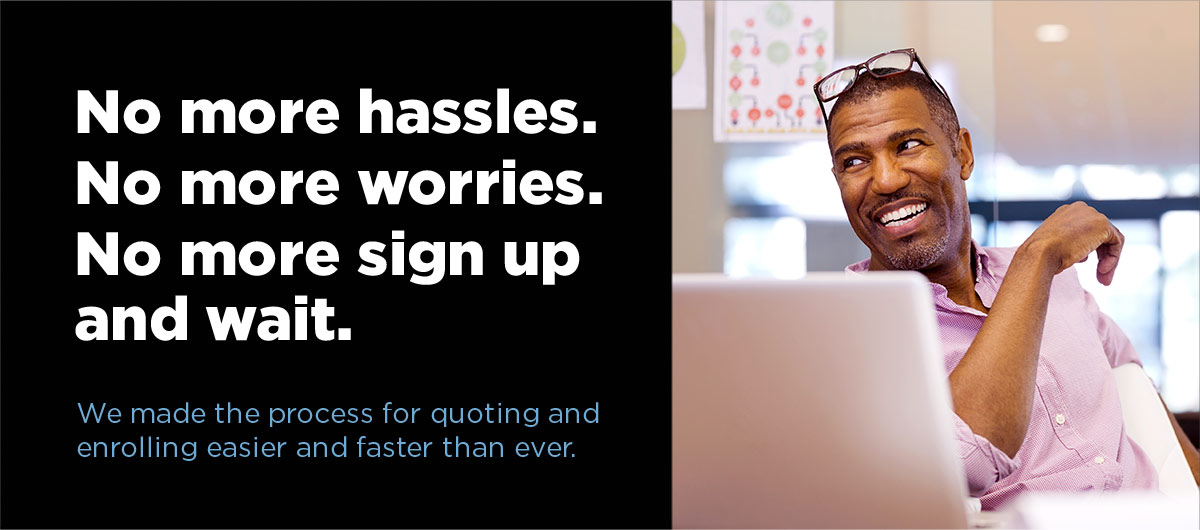 No more hassles.
No more worries.
No more sign up
and wait.
We made the process for quoting and
enrolling easier and faster than ever.